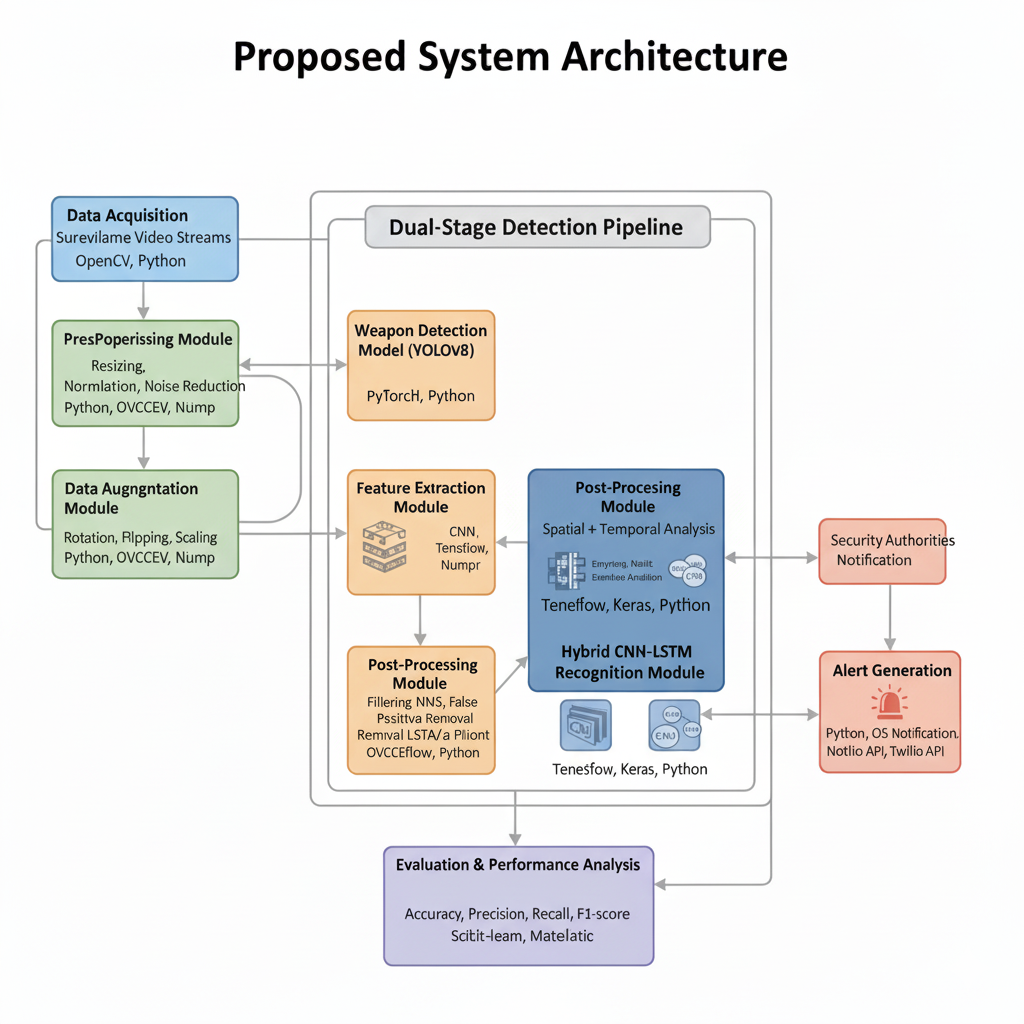 Proposed System Architecture
Data Acquisition
Surevilame Video Streams
OpenCV, Python
Dual-Stage Detection Pipeline
PresPoperissing Module
Resizing,
Normlation, Noise Reduction
Python, OVCCEV, Nump
Weapon Detection
Model (YOLOv8)
PyTorcH, Python
Data Augngntation
Module
Rotation, Flipping, Scaling
Python, OVCCEV, Nump
Feature Extraction
Module
CNN,
Tensflow,
Numpr
Post-Procesing
Module
Spatial + Temporal Analysis
Teneffow, Keras, Python
Hybrid CNN-LSTM
Recognition Module
Security Authorities
Notification
Post-Processing
Module
Fillering NNS, False
Pssitva Removal
Remval LSTA/a
OVCCEflow, Python
Tenesfow, Keras, Python
Alert Generation
Python, OS Notification.
Notlio API, Twilio API
Evaluation & Performance Analysis
Accuracy, Precision, Recall, F1-score
Scibit-leam, Matelatic